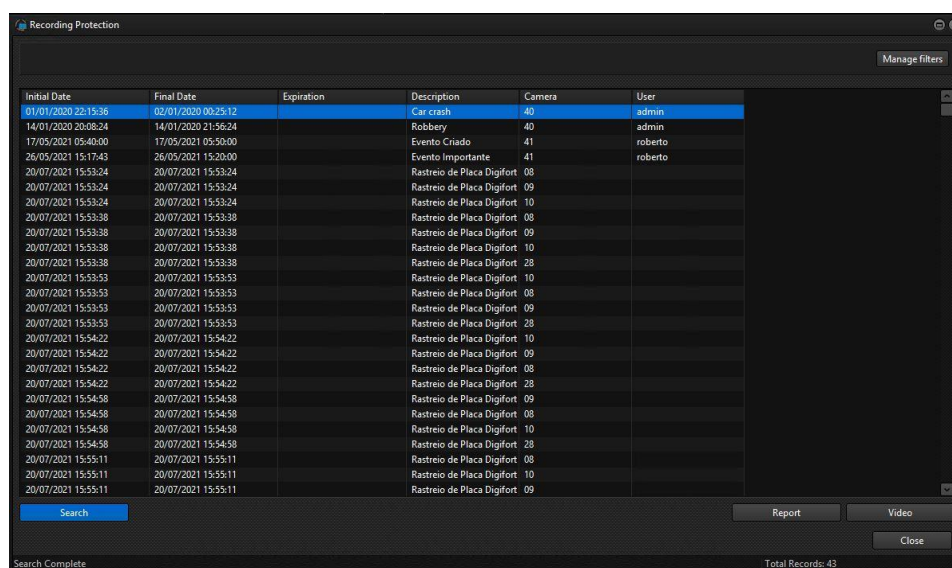 Recording Protection
Manage filters
Initial Date Final Date Expiration Description Camera User
01/01/2020 22:15:36 02/01/2020 00:25:12 Car crash 40 admin
14/01/2020 20:08:24 14/01/2020 21:56:24 Robbery 40 admin
17/05/2021 05:40:00 17/05/2021 05:50:00 Evento Criado 41 roberto
26/05/2021 15:17:43 26/05/2021 15:20:00 Evento Importante 41 roberto
20/07/2021 15:53:24 20/07/2021 15:53:24 Rastreio de Placa Digifort 08
20/07/2021 15:53:24 20/07/2021 15:53:24 Rastreio de Placa Digifort 09
20/07/2021 15:53:24 20/07/2021 15:53:24 Rastreio de Placa Digifort 10
20/07/2021 15:53:38 20/07/2021 15:53:38 Rastreio de Placa Digifort 08
20/07/2021 15:53:38 20/07/2021 15:53:38 Rastreio de Placa Digifort 09
20/07/2021 15:53:38 20/07/2021 15:53:38 Rastreio de Placa Digifort 10
20/07/2021 15:53:38 20/07/2021 15:53:38 Rastreio de Placa Digifort 28
20/07/2021 15:53:53 20/07/2021 15:53:53 Rastreio de Placa Digifort 10
20/07/2021 15:53:53 20/07/2021 15:53:53 Rastreio de Placa Digifort 08
20/07/2021 15:53:53 20/07/2021 15:53:53 Rastreio de Placa Digifort 09
20/07/2021 15:53:53 20/07/2021 15:53:53 Rastreio de Placa Digifort 28
20/07/2021 15:54:22 20/07/2021 15:54:22 Rastreio de Placa Digifort 10
20/07/2021 15:54:22 20/07/2021 15:54:22 Rastreio de Placa Digifort 09
20/07/2021 15:54:22 20/07/2021 15:54:22 Rastreio de Placa Digifort 08
20/07/2021 15:54:22 20/07/2021 15:54:22 Rastreio de Placa Digifort 28
20/07/2021 15:54:58 20/07/2021 15:54:58 Rastreio de Placa Digifort 09
20/07/2021 15:54:58 20/07/2021 15:54:58 Rastreio de Placa Digifort 08
20/07/2021 15:54:58 20/07/2021 15:54:58 Rastreio de Placa Digifort 10
20/07/2021 15:54:58 20/07/2021 15:54:58 Rastreio de Placa Digifort 28
20/07/2021 15:55:11 20/07/2021 15:55:11 Rastreio de Placa Digifort 08
20/07/2021 15:55:11 20/07/2021 15:55:11 Rastreio de Placa Digifort 10
20/07/2021 15:55:11 20/07/2021 15:55:11 Rastreio de Placa Digifort 09
Search Report Video
Close
Search Complete Total Records: 43